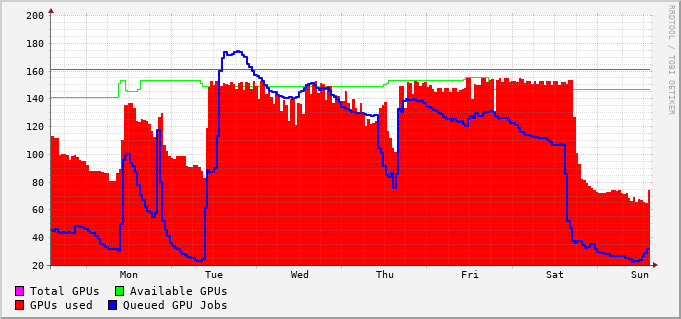 200
180
160
140
120
100
80
60
40
20
Mon Tue Wed Thu Fri Sat Sun
Total GPUs Available GPUs
GPUs used Queued GPU Jobs
RRDTOOL / TOBI OETIKER